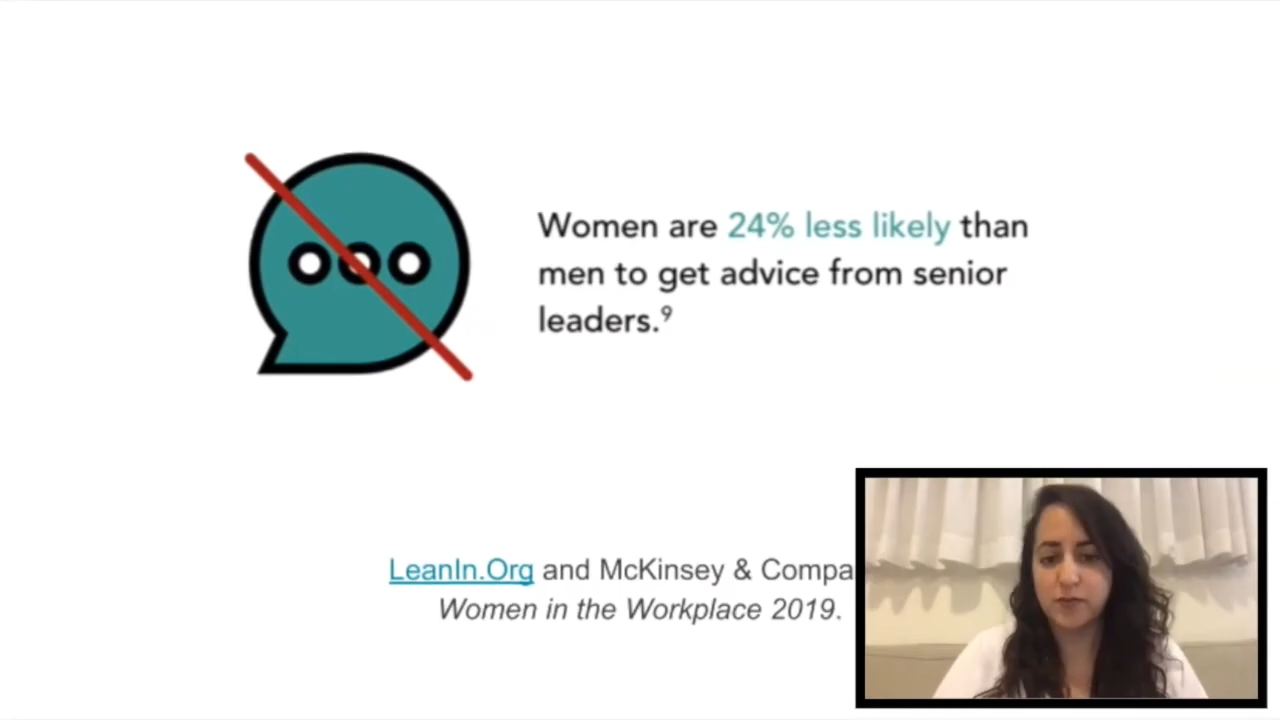 Women are 24% less likely than
men to get advice from senior
leaders.⁹
LeanIn.Org and McKinsey & Compa
Women in the Workplace 2019.